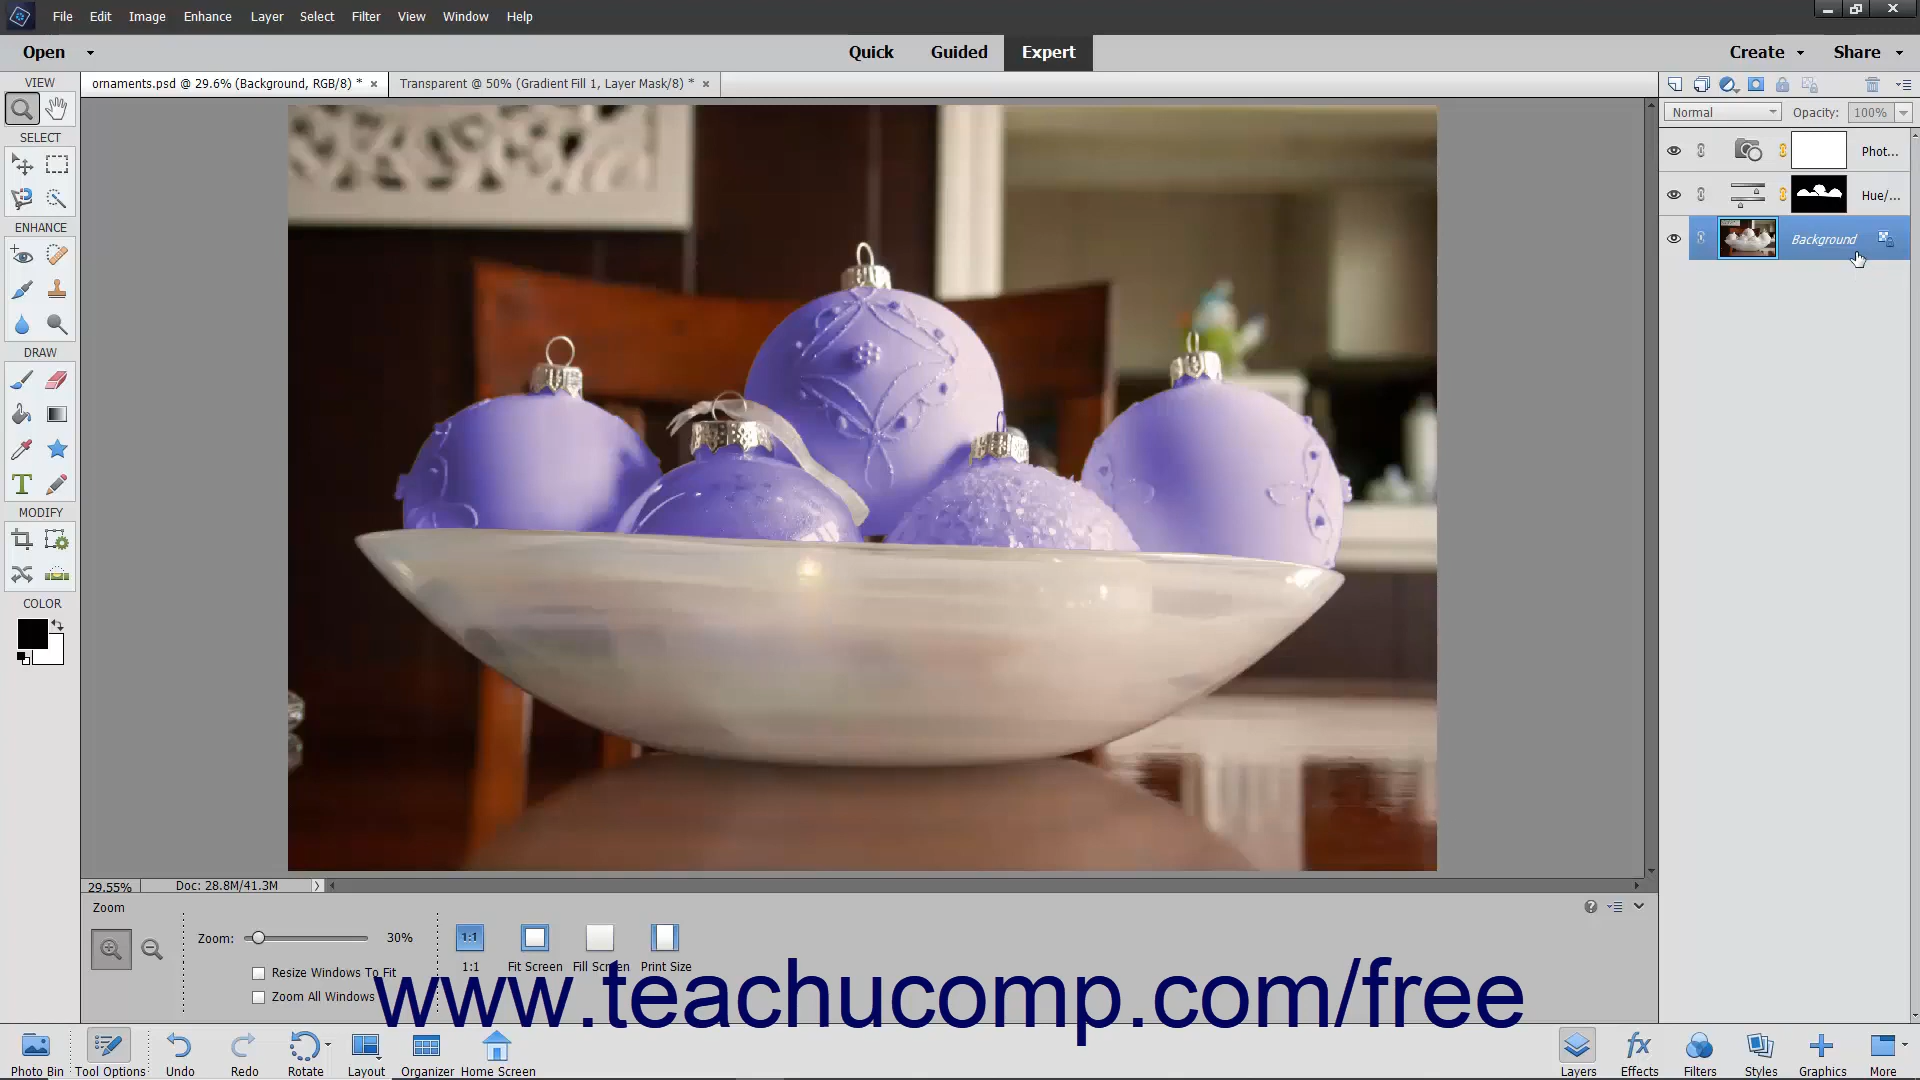 File Edit Image Enhance Layer Select Filter View Window Help
Open Quick Guided Expert Create Share
VIEW
ornaments.psd @ 29.6% (Background, RGB/8) * ×
Transparent @ 50% (Gradient Fill 1, Layer Mask/8) * ×
Normal Opacity: 100%
SELECT
Phot...
Hue/...
Background
ENHANCE
DRAW
MODIFY
COLOR
29.55% Doc: 28.8M/41.3M
Zoom
Zoom: 30%
1:1
1:1 Fit Screen Fill Screen Print Size
Resize Windows To Fit
Zoom All Windows
www.teachucomp.com/free
Photo Bin Tool Options Undo Redo Rotate Layout Organizer Home Screen Layers Effects Filters Styles Graphics More